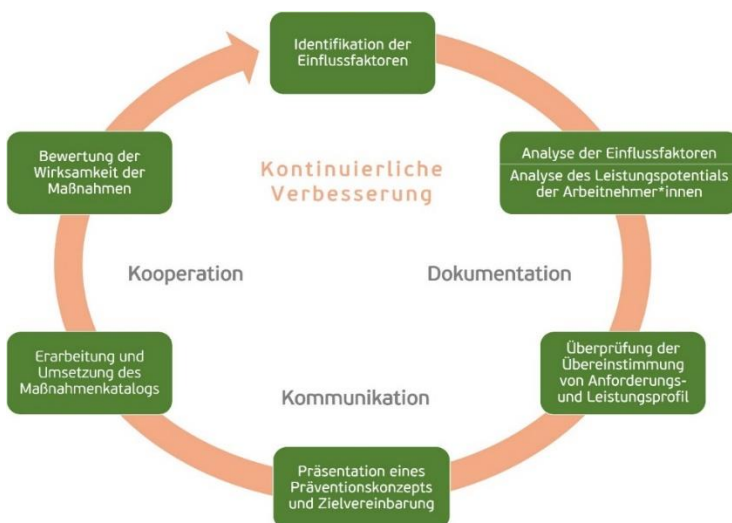 Identifikation der
Einflussfaktoren
Analyse der Einflussfaktoren
Analyse des Leistungspotentials
der Arbeitnehmer*innen
Überprüfung der
Übereinstimmung
von Anforderungs-
und Leistungsprofil
Präsentation eines
Präventionskonzepts
und Zielvereinbarung
Erarbeitung und
Umsetzung des
Maßnahmenkatalogs
Bewertung der
Wirksamkeit der
Maßnahmen
Kontinuierliche
Verbesserung
Kooperation
Dokumentation
Kommunikation